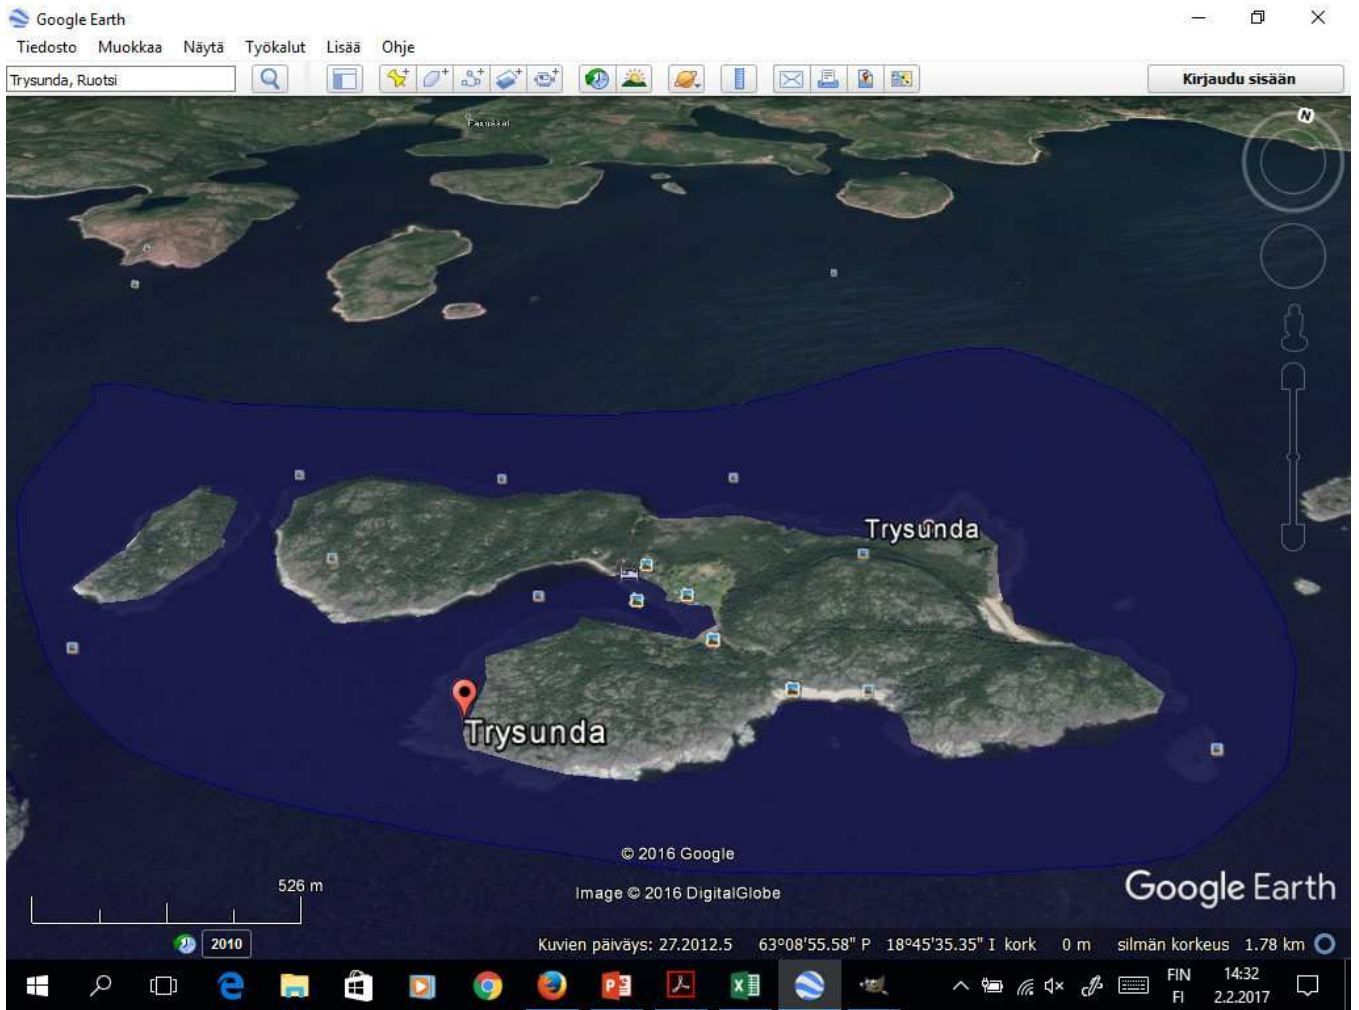 Google Earth
Tiedosto Muokkaa Näytä Työkalut Lisää Ohje
Trysunda, Ruotsi
Kirjaudu sisään
N
Trysunda
Trysunda
© 2016 Google
Image © 2016 DigitalGlobe
Google Earth
526 m
2010
Kuvien päiväys: 27.2012.5 63°08'55.58" P 18°45'35.35" I kork 0 m silmän korkeus 1.78 km
FIN
FI
14:32
2.2.2017